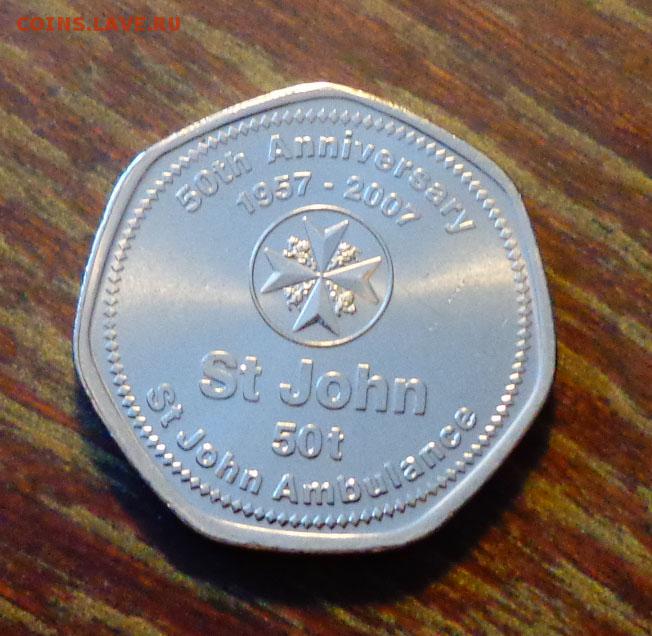 COINS.LAVE.RU
50th Anniversary
1957 - 2007
St John
50t
St John Ambulance